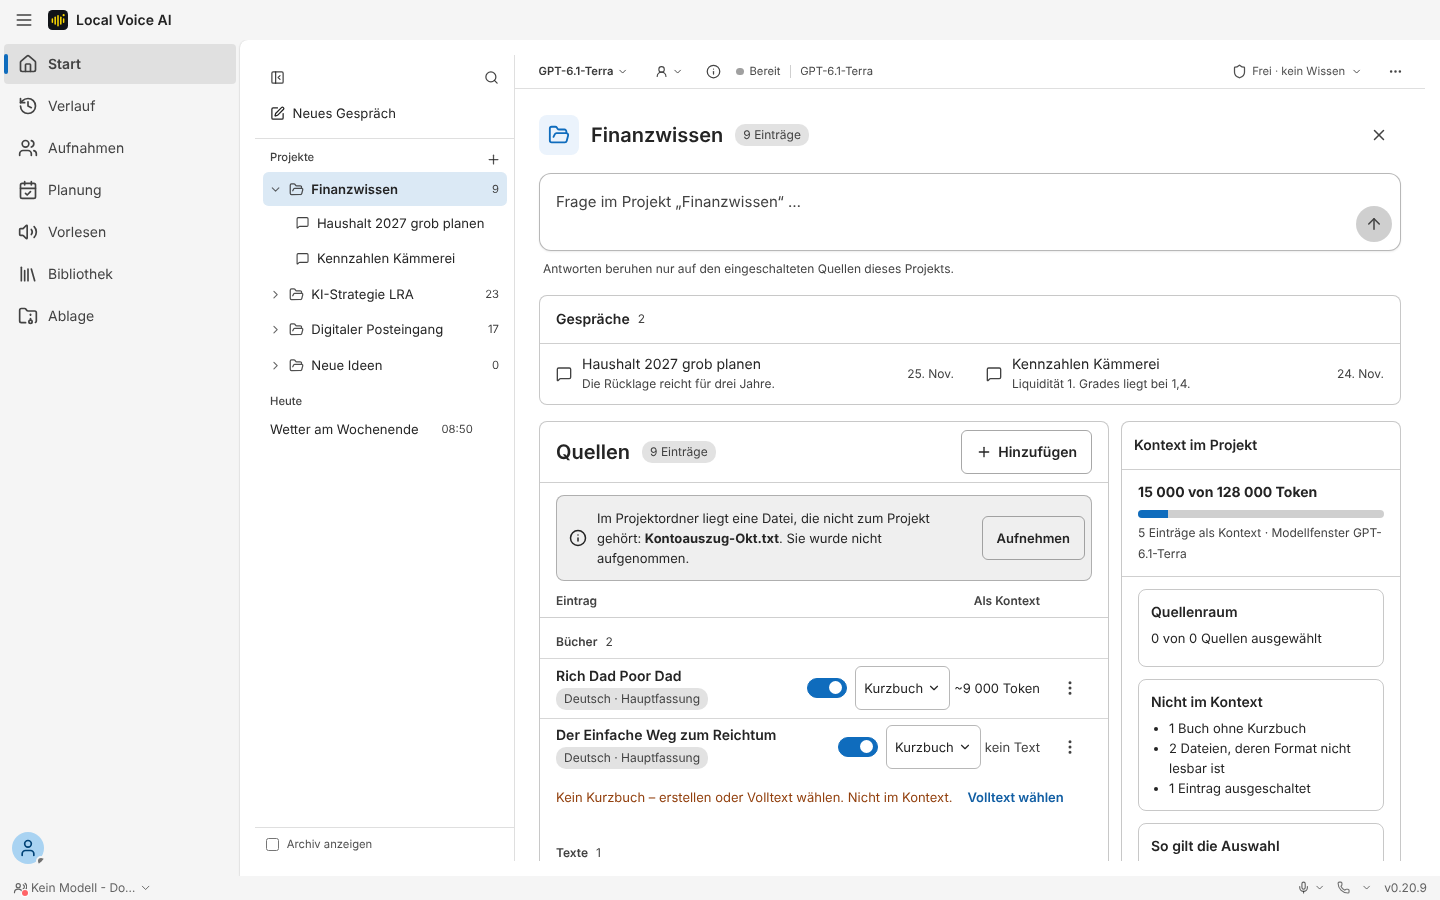 Local Voice AI
Start
Verlauf
Aufnahmen
Planung
Vorlesen
Bibliothek
Ablage
Kein Modell - Do...
Neues Gespräch
Projekte
Finanzwissen 9
Haushalt 2027 grob planen
Kennzahlen Kämmerei
KI-Strategie LRA 23
Digitaler Posteingang 17
Neue Ideen 0
Heute
Wetter am Wochenende 08:50
Archiv anzeigen
GPT-6.1-Terra Bereit GPT-6.1-Terra Frei · kein Wissen
Finanzwissen 9 Einträge
Frage im Projekt „Finanzwissen“ ...
Antworten beruhen nur auf den eingeschalteten Quellen dieses Projekts.
Gespräche 2
Haushalt 2027 grob planen
Die Rücklage reicht für drei Jahre.
25. Nov.
Kennzahlen Kämmerei
Liquidität 1. Grades liegt bei 1,4.
24. Nov.
Quellen 9 Einträge Hinzufügen
Im Projektordner liegt eine Datei, die nicht zum Projekt
gehört: Kontoauszug-Okt.txt. Sie wurde nicht
aufgenommen.
Aufnehmen
Eintrag Als Kontext
Bücher 2
Rich Dad Poor Dad
Deutsch · Hauptfassung
Kurzbuch ~9 000 Token
Der Einfache Weg zum Reichtum
Deutsch · Hauptfassung
Kurzbuch kein Text
Kein Kurzbuch – erstellen oder Volltext wählen. Nicht im Kontext. Volltext wählen
Texte 1
Kontext im Projekt
15 000 von 128 000 Token
5 Einträge als Kontext · Modellfenster GPT-
6.1-Terra
Quellenraum
0 von 0 Quellen ausgewählt
Nicht im Kontext
• 1 Buch ohne Kurzbuch
• 2 Dateien, deren Format nicht
lesbar ist
• 1 Eintrag ausgeschaltet
So gilt die Auswahl
v0.20.9